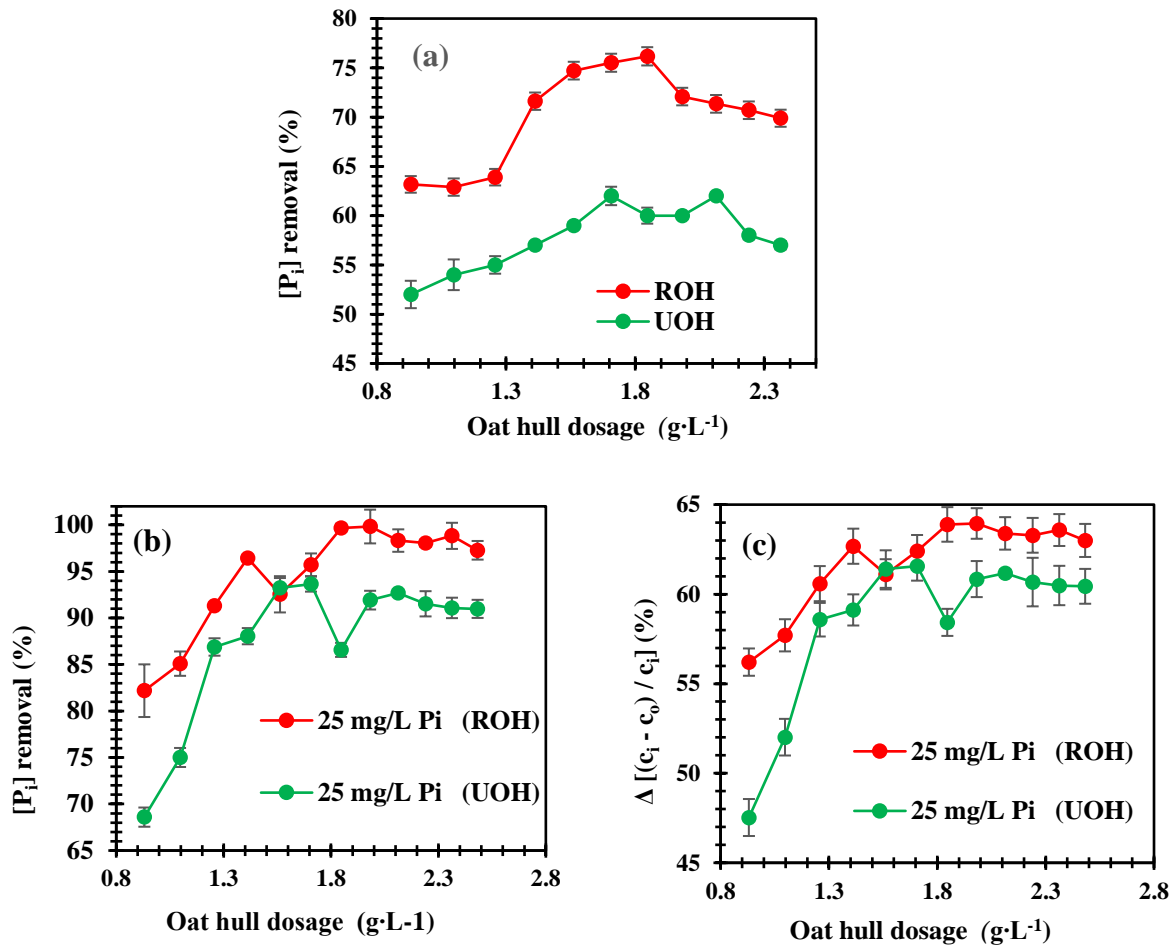 (a)
[Pi] removal (%)
80
75
70
65
60
55
50
45
ROH
UOH
0.8 1.3 1.8 2.3
Oat hull dosage (g·L-1)
(b)
[Pi] removal (%)
100
95
90
85
80
75
70
65
25 mg/L Pi (ROH)
25 mg/L Pi (UOH)
0.8 1.3 1.8 2.3 2.8
Oat hull dosage (g·L-1)
(c)
Δ [(ci - co) / ci] (%)
65
60
55
50
45
25 mg/L Pi (ROH)
25 mg/L Pi (UOH)
0.8 1.3 1.8 2.3 2.8
Oat hull dosage (g·L-1)